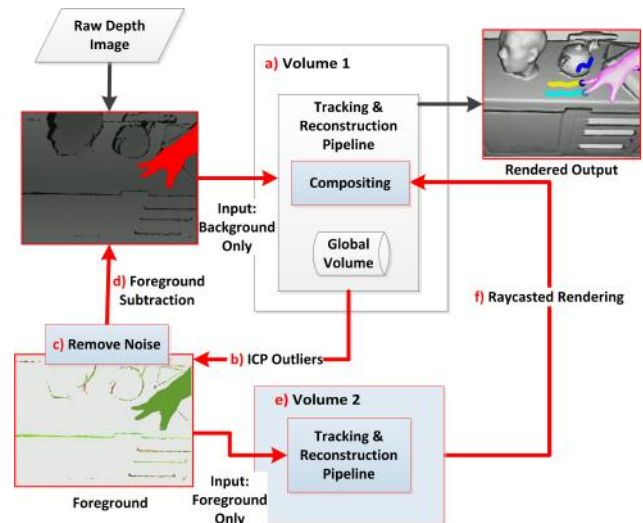 Raw Depth
Image
a) Volume 1
Tracking &
Reconstruction
Pipeline
Compositing
Global
Volume
Rendered Output
Input:
Background
Only
d) Foreground
Subtraction
c) Remove Noise
b) ICP Outliers
f) Raycasted Rendering
e) Volume 2
Tracking &
Reconstruction
Pipeline
Input:
Foreground
Only
Foreground